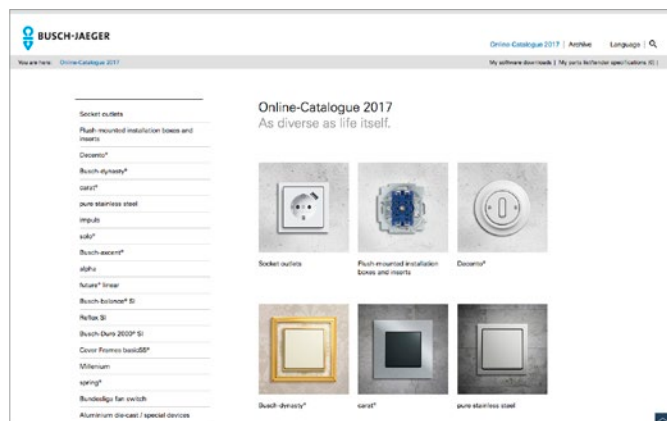 BUSCH-JAEGER
Online-Catalogue 2017 | Archive Language |
You are here: Online-Catalogue 2017
My software downloads | My parts list/tender specifications (0) |
Socket outlets
Flush-mounted installation boxes and
inserts
Decento®
Busch-dynasty®
carat®
pure stainless steel
impuls
solo®
Busch-axcent®
alpha
future® linear
Busch-balance® SI
Reflex SI
Busch-Duro 2000® SI
Cover Frames basic55®
Millenium
spring®
Bundesliga fan switch
Aluminium die-cast / special devices
Online-Catalogue 2017
As diverse as life itself.
Socket outlets
Flush-mounted installation
boxes and inserts
Decento®
Busch-dynasty®
carat®
pure stainless steel